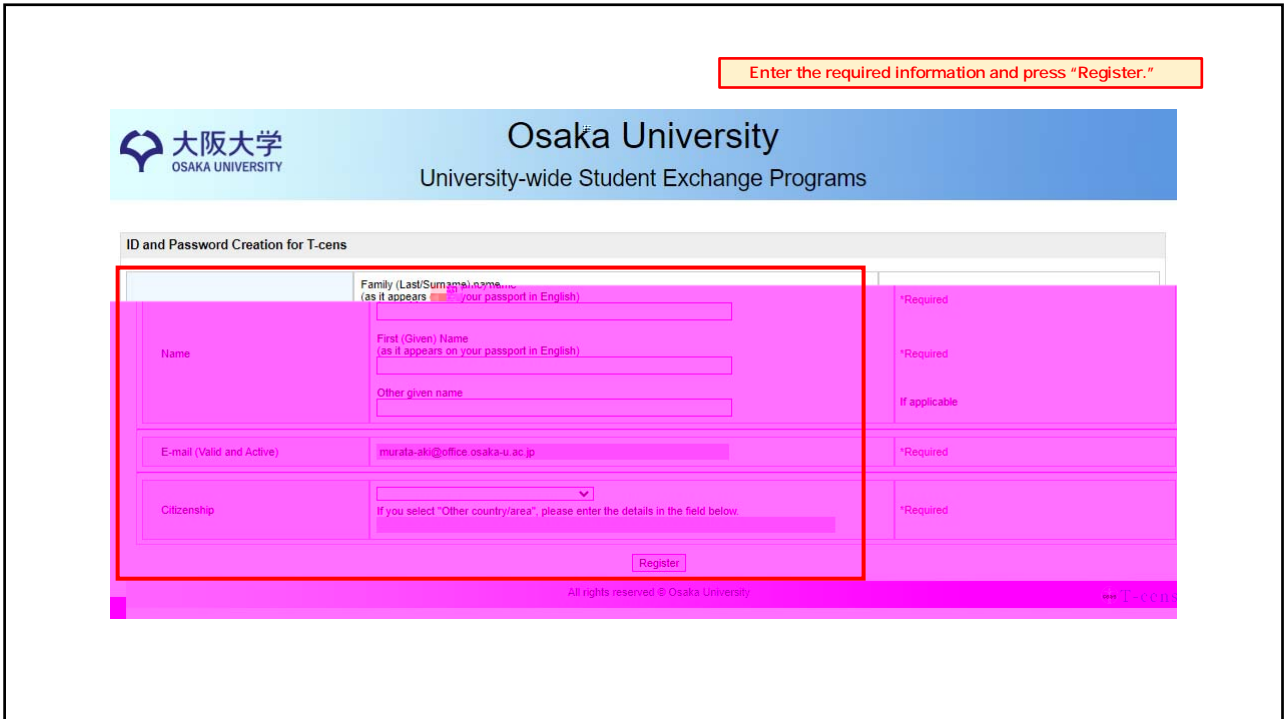 Enter the required information and press “Register.”
大阪大学
OSAKA UNIVERSITY
Osaka University
University-wide Student Exchange Programs
ID and Password Creation for T-cens
Family (Last/Surname) name
(as it appears your passport in English)
*Required
Name
First (Given) Name
(as it appears on your passport in English)
*Required
Other given name
If applicable
E-mail (Valid and Active)
murata-aki@office.osaka-u.ac.jp
*Required
Citizenship
If you select "Other country/area", please enter the details in the field below.
*Required
Register
All rights reserved © Osaka University
T-cens